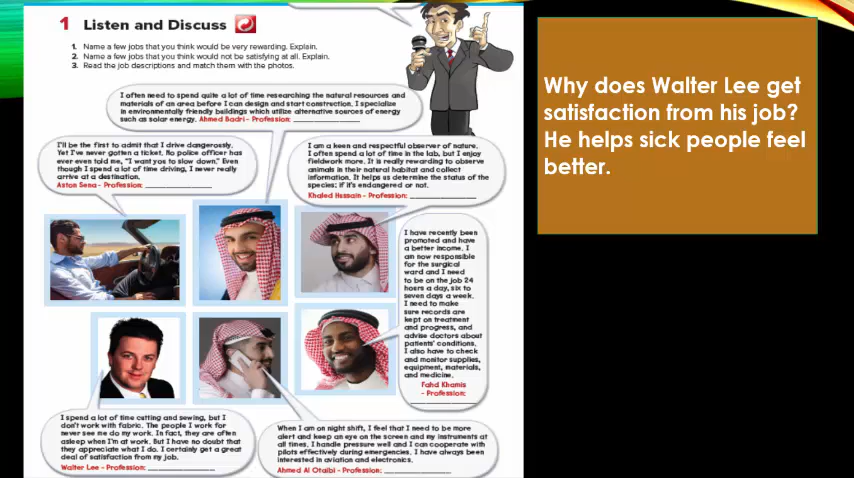 1 Listen and Discuss
1. Name a few jobs that you think would be very rewarding. Explain.
2. Name a few jobs that you think would not be satisfying at all. Explain.
3. Read the job descriptions and match them with the photos.
I often need to spend quite a lot of time researching the natural resources and
materials of an area before I can design and start construction. I specialize
in environmentally friendly buildings which utilize alternative sources of energy
such as solar energy. Ahmed Badri - Profession: _______________
I'll be the first to admit that I drive dangerously.
Yet I've never gotten a ticket. No police officer has
ever even told me, "I want you to slow down." Even
though I spend a lot of time driving, I never really
arrive at a destination.
Aston Sena - Profession: _______________
I am a keen and respectful observer of nature.
I often spend a lot of time in the lab, but I enjoy
fieldwork more. It is really rewarding to observe
animals in their natural habitat and collect
information. It helps us determine the status of the
species; if it's endangered or not.
Khaled Hssain - Profession: _______________
I have recently been
promoted and have
a better income. I
am now responsible
for the surgical
ward and I need
to be on the job 24
hours a day, six to
seven days a week.
I need to make
sure records are
kept on treatment
and progress, and
advise doctors about
patients' conditions.
I also have to check
and monitor supplies,
equipment, materials,
and medicine.
Fahd Khamis
- Profession:
_______________
I spend a lot of time cutting and sewing, but I
don't work with fabric. The people I work for
never see me do my work. In fact, they are often
asleep when I'm at work. But I have no doubt that
they appreciate what I do. I certainly get a great
deal of satisfaction from my job.
Walter Lee - Profession: _______________
When I am on night shift, I feel that I need to be more
alert and keep an eye on the screen and my instruments at
all times. I handle pressure well and I can cooperate with
pilots effectively during emergencies. I have always been
interested in aviation and electronics.
Ahmed Al Otaibi - Profession: _______________
Why does Walter Lee get
satisfaction from his job?
He helps sick people feel
better.